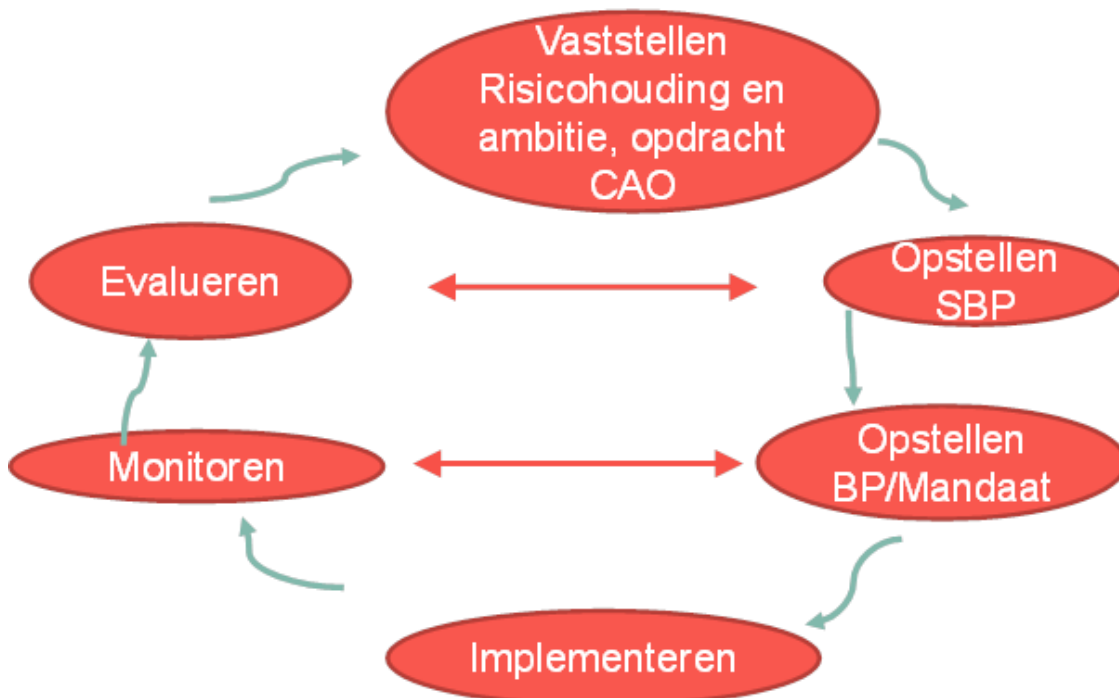 Vaststellen
Risicohouding en
ambitie, opdracht
CAO
Evalueren
Opstellen
SBP
Monitoren
Opstellen
BP/Mandaat
Implementeren